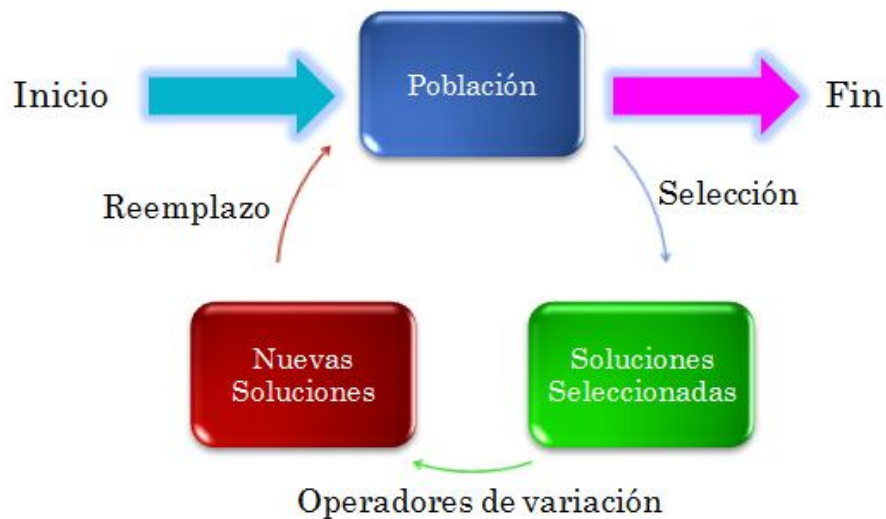 Inicio
Población
Fin
Reemplazo
Selección
Nuevas
Soluciones
Soluciones
Seleccionadas
Operadores de variación